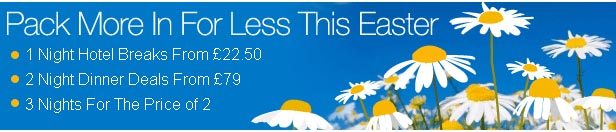 Pack More In For Less This Easter
1 Night Hotel Breaks From £22.50
2 Night Dinner Deals From £79
3 Nights For The Price of 2